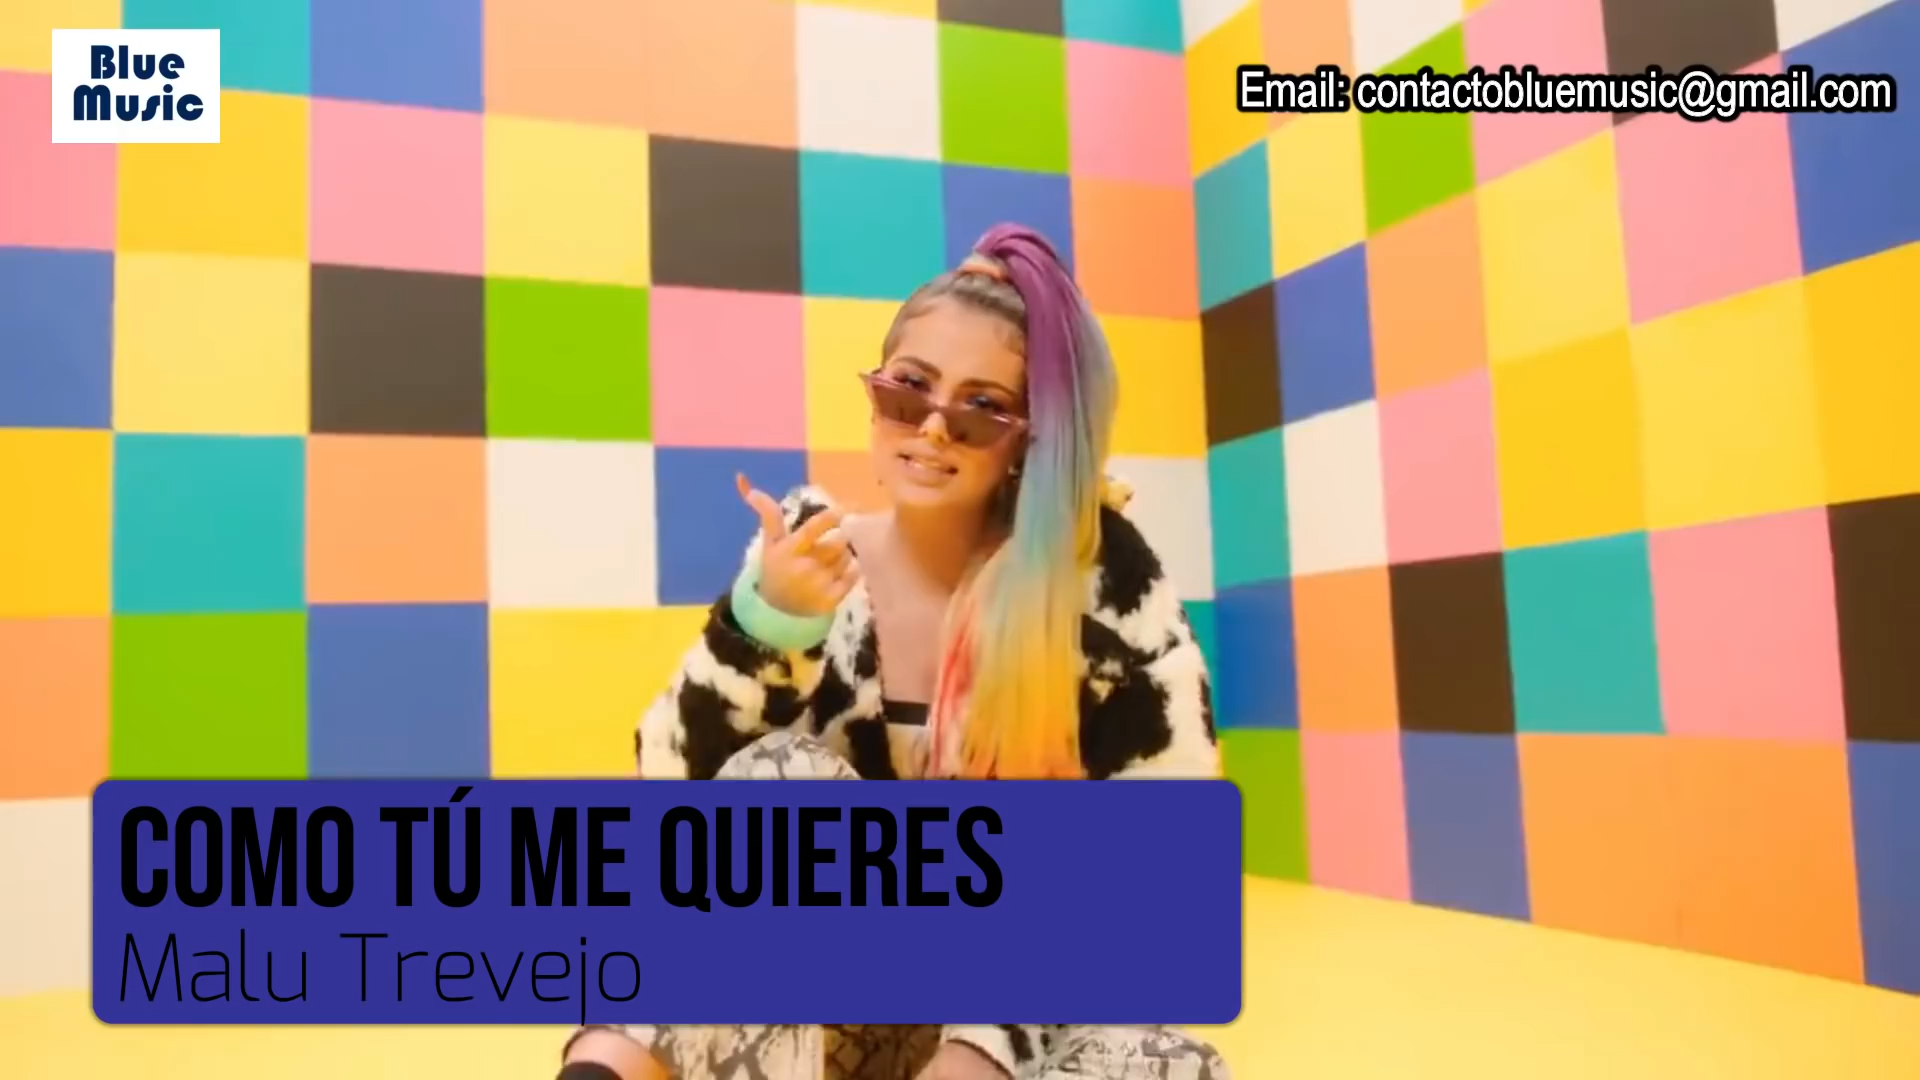 Blue
Music
Email: contactobluemusic@gmail.com
COMO TÚ ME QUIERES
Malu Trevejo